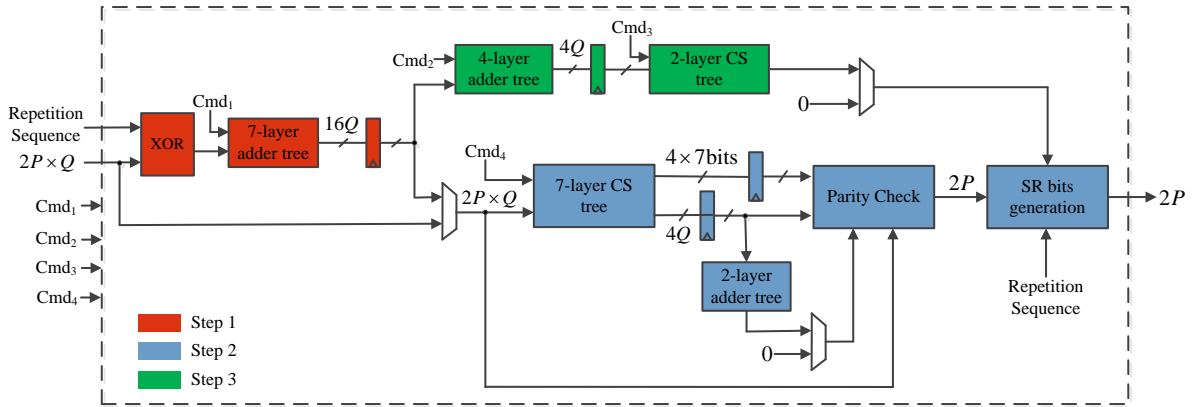 Cmd₃
4-layer
adder tree
Cmd₂
4Q
2-layer CS
tree
0
Repetition
Sequence
Cmd₁
XOR
7-layer
adder tree
16Q
2P × Q
Cmd₄
2P × Q
7-layer CS
tree
4 × 7bits
4Q
Parity Check
2P
SR bits
generation
2P
Cmd₁
Cmd₂
Cmd₃
Cmd₄
2-layer
adder tree
0
Repetition
Sequence
Step 1
Step 2
Step 3